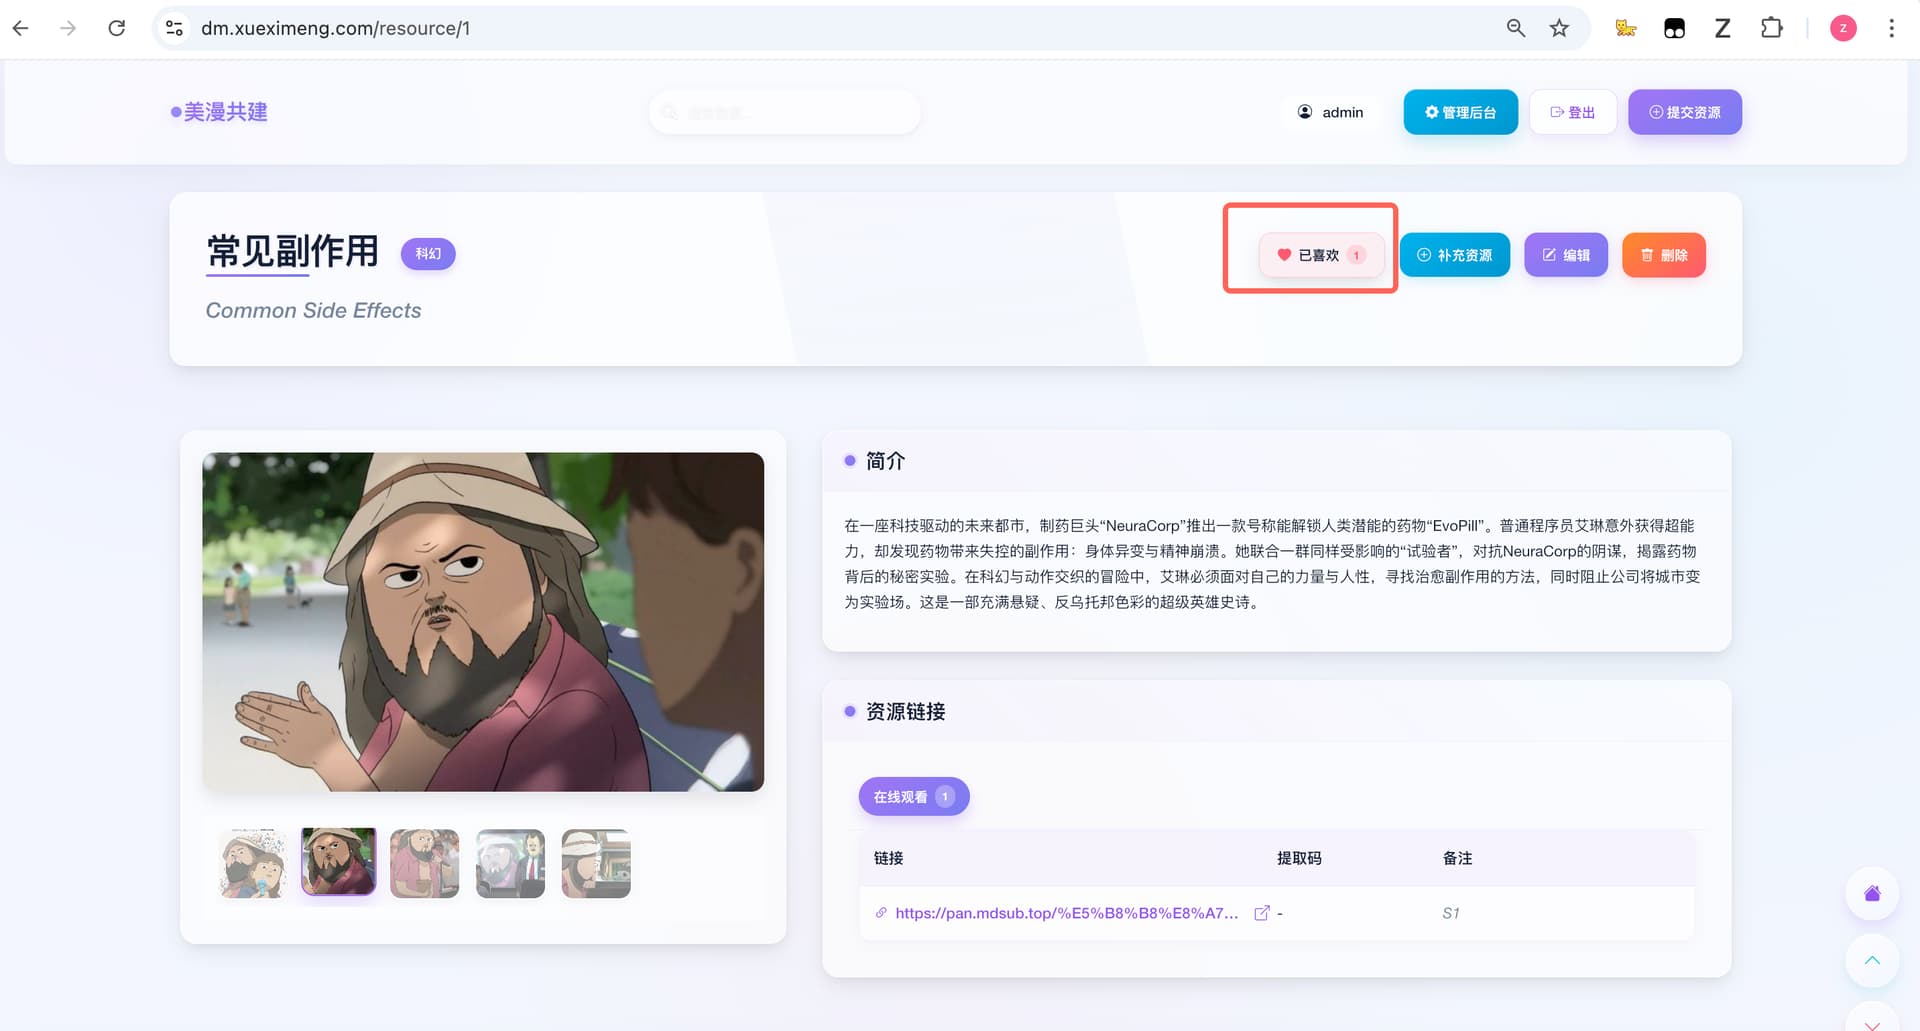 dm.xueximeng.com/resource/1
Z
z
美漫共建
admin
管理后台
登出
提交资源
常见副作用
科幻
已喜欢 1
补充资源
编辑
删除
Common Side Effects
简介
在一座科技驱动的未来都市，制药巨头“NeuraCorp”推出一款号称能解锁人类潜能的药物“EvoPill”。普通程序员艾琳意外获得超能
力，却发现药物带来失控的副作用：身体异变与精神崩溃。她联合一群同样受影响的“试验者”，对抗NeuraCorp的阴谋，揭露药物
背后的秘密实验。在科幻与动作交织的冒险中，艾琳必须面对自己的力量与人性，寻找治愈副作用的方法，同时阻止公司将城市变
为实验场。这是一部充满悬疑、反乌托邦色彩的超级英雄史诗。
资源链接
在线观看 1
链接 提取码 备注
https://pan.mdsub.top/%E5%B8%B8%E8%A7... - S1